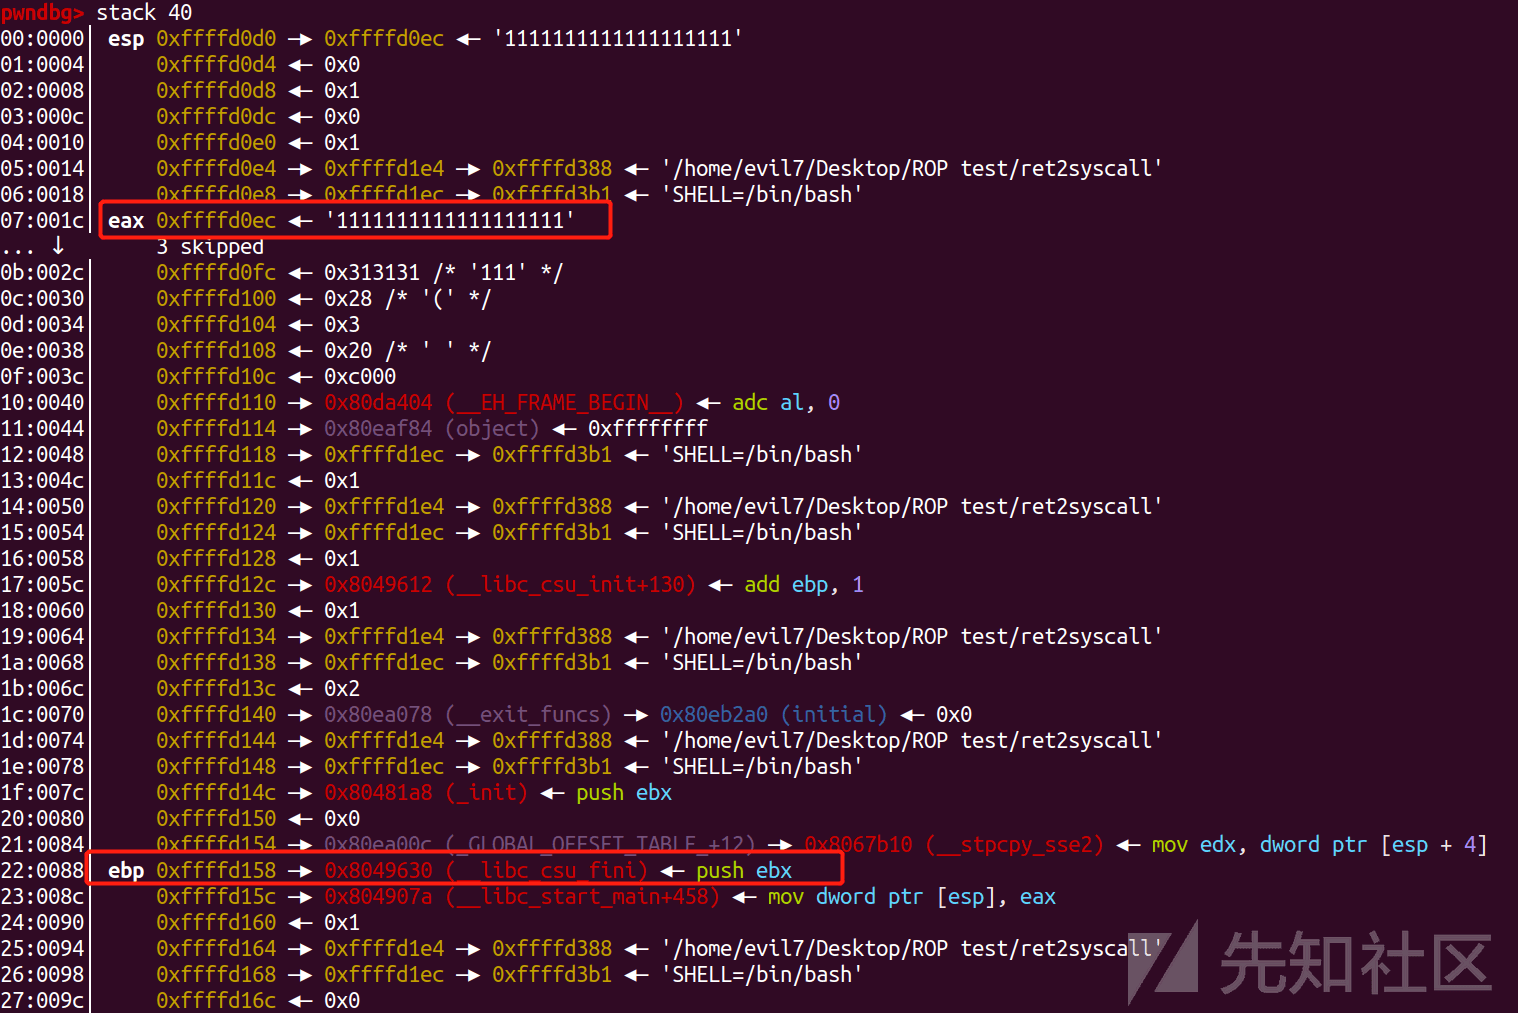 pwndbg> stack 40
00:0000│ esp 0xffffd0d0 —▸ 0xffffd0ec ◂— '1111111111111111111'
01:0004│     0xffffd0d4 ◂— 0x0
02:0008│     0xffffd0d8 ◂— 0x1
03:000c│     0xffffd0dc ◂— 0x0
04:0010│     0xffffd0e0 ◂— 0x1
05:0014│     0xffffd0e4 —▸ 0xffffd1e4 —▸ 0xffffd388 ◂— '/home/evil7/Desktop/ROP test/ret2syscall'
06:0018│     0xffffd0e8 —▸ 0xffffd1ec —▸ 0xffffd3b1 ◂— 'SHELL=/bin/bash'
07:001c│ eax 0xffffd0ec ◂— '1111111111111111111'
... ↓        3 skipped
0b:002c│     0xffffd0fc ◂— 0x313131 /* '111' */
0c:0030│     0xffffd100 ◂— 0x28 /* '(' */
0d:0034│     0xffffd104 ◂— 0x3
0e:0038│     0xffffd108 ◂— 0x20 /* ' ' */
0f:003c│     0xffffd10c ◂— 0xc000
10:0040│     0xffffd110 —▸ 0x80da404 (__EH_FRAME_BEGIN__) ◂— adc al, 0
11:0044│     0xffffd114 —▸ 0x80eaf84 (object) ◂— 0xffffffff
12:0048│     0xffffd118 —▸ 0xffffd1ec —▸ 0xffffd3b1 ◂— 'SHELL=/bin/bash'
13:004c│     0xffffd11c ◂— 0x1
14:0050│     0xffffd120 —▸ 0xffffd1e4 —▸ 0xffffd388 ◂— '/home/evil7/Desktop/ROP test/ret2syscall'
15:0054│     0xffffd124 —▸ 0xffffd1ec —▸ 0xffffd3b1 ◂— 'SHELL=/bin/bash'
16:0058│     0xffffd128 ◂— 0x1
17:005c│     0xffffd12c —▸ 0x8049612 (__libc_csu_init+130) ◂— add ebp, 1
18:0060│     0xffffd130 ◂— 0x1
19:0064│     0xffffd134 —▸ 0xffffd1e4 —▸ 0xffffd388 ◂— '/home/evil7/Desktop/ROP test/ret2syscall'
1a:0068│     0xffffd138 —▸ 0xffffd1ec —▸ 0xffffd3b1 ◂— 'SHELL=/bin/bash'
1b:006c│     0xffffd13c ◂— 0x2
1c:0070│     0xffffd140 —▸ 0x80ea078 (__exit_funcs) —▸ 0x80eb2a0 (initial) ◂— 0x0
1d:0074│     0xffffd144 —▸ 0xffffd1e4 —▸ 0xffffd388 ◂— '/home/evil7/Desktop/ROP test/ret2syscall'
1e:0078│     0xffffd148 —▸ 0xffffd1ec —▸ 0xffffd3b1 ◂— 'SHELL=/bin/bash'
1f:007c│     0xffffd14c —▸ 0x80481a8 (_init) ◂— push ebx
20:0080│     0xffffd150 ◂— 0x0
21:0084│     0xffffd154 —▸ 0x80ea00c (_GLOBAL_OFFSET_TABLE_+12) —▸ 0x8067b10 (__stpcpy_sse2) ◂— mov edx, dword ptr [esp + 4]
22:0088│ ebp 0xffffd158 —▸ 0x8049630 (__libc_csu_fini) ◂— push ebx
23:008c│     0xffffd15c —▸ 0x804907a (__libc_start_main+458) ◂— mov dword ptr [esp], eax
24:0090│     0xffffd160 ◂— 0x1
25:0094│     0xffffd164 —▸ 0xffffd1e4 —▸ 0xffffd388 ◂— '/home/evil7/Desktop/ROP test/ret2syscall'
26:0098│     0xffffd168 —▸ 0xffffd1ec —▸ 0xffffd3b1 ◂— 'SHELL=/bin/bash'
27:009c│     0xffffd16c ◂— 0x0
先知社区